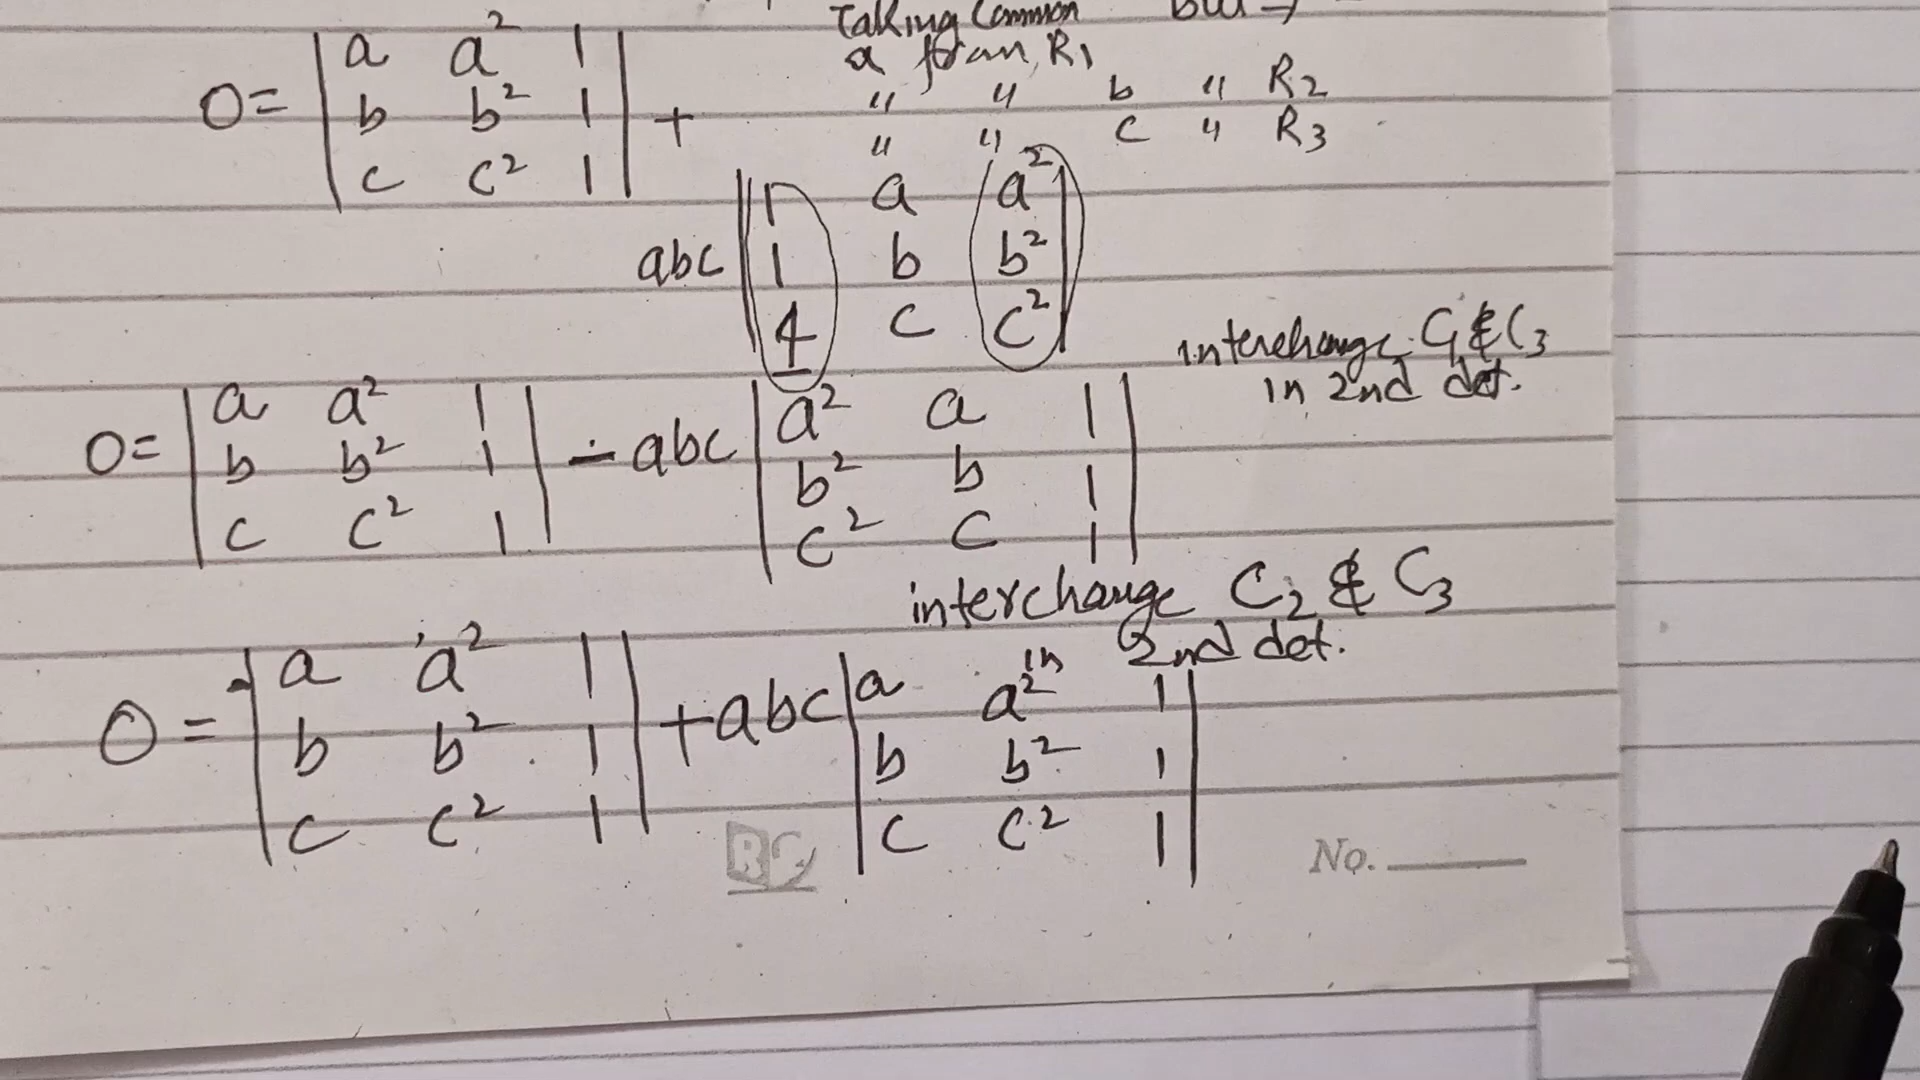 Taking Common
a from R1
0 = | a a² 1 |
| b b² 1 | +
| c c² 1 |
" " b " R2
" " c " R3
abc | 1 a a² |
| 1 b b² |
| 1 c c² |
interchange C1 & C3
in 2nd det.
0 = | a a² 1 | - abc | a² a 1 |
| b b² 1 | | b² b 1 |
| c c² 1 | | c² c 1 |
interchange C2 & C3
in 2nd det.
0 = | a a² 1 | + abc | a a² 1 |
| b b² 1 | | b b² 1 |
| c c² 1 | | c c² 1 |
No.